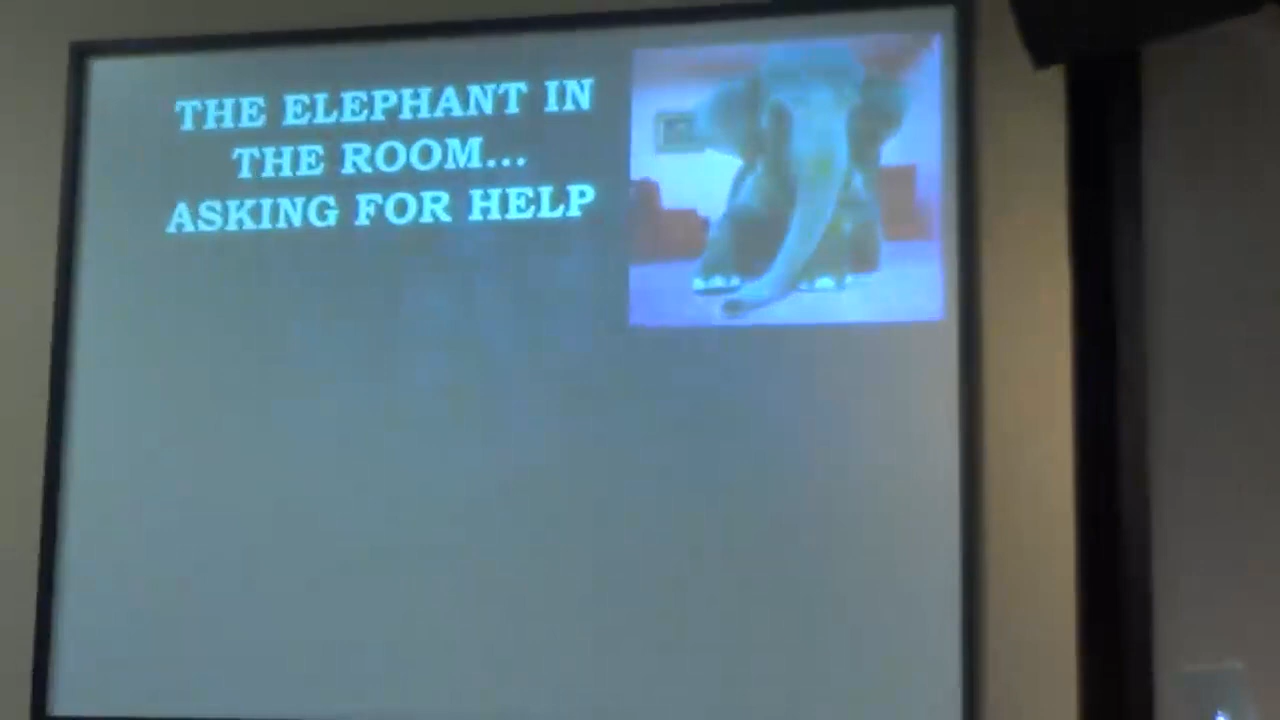 THE ELEPHANT IN
THE ROOM...
ASKING FOR HELP